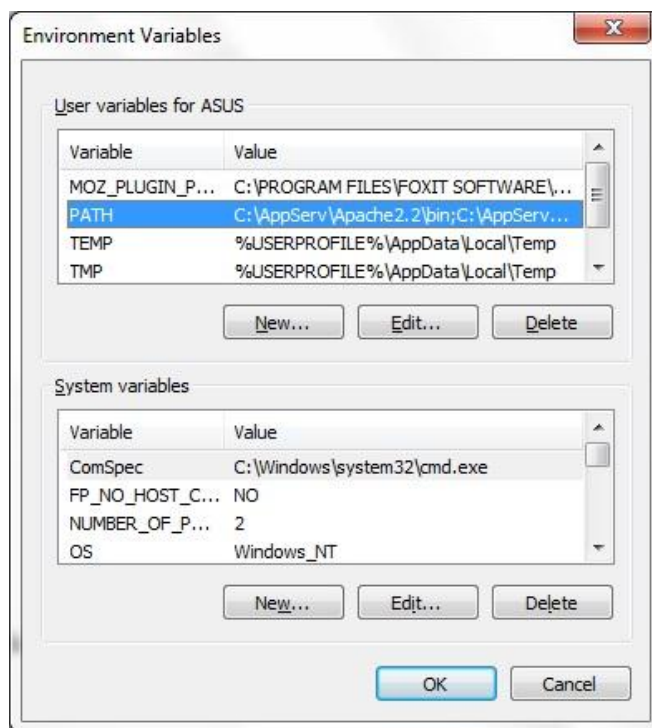 Environment Variables
User variables for ASUS
Variable Value
MOZ_PLUGIN_P... C:\PROGRAM FILES\FOXIT SOFTWARE\...
PATH C:\AppServ\Apache2.2\bin;C:\AppServ...
TEMP %USERPROFILE%\AppData\Local\Temp
TMP %USERPROFILE%\AppData\Local\Temp
New... Edit... Delete
System variables
Variable Value
ComSpec C:\Windows\system32\cmd.exe
FP_NO_HOST_C... NO
NUMBER_OF_P... 2
OS Windows_NT
New... Edit... Delete
OK Cancel